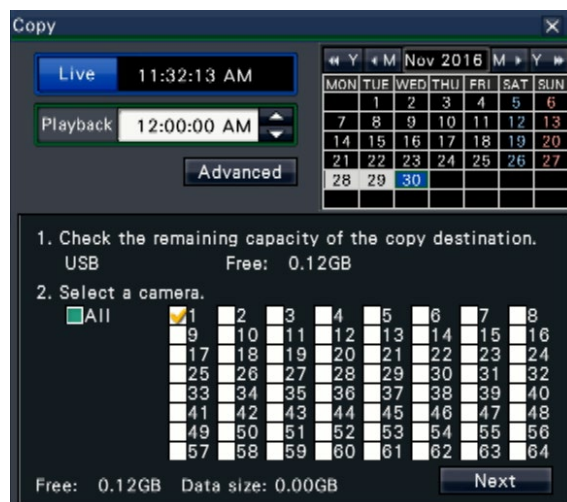 Copy
Live 11:32:13 AM
Playback 12:00:00 AM
Advanced
Y M Nov 2016 M Y
MON TUE WED THU FRI SAT SUN
1 2 3 4 5 6
7 8 9 10 11 12 13
14 15 16 17 18 19 20
21 22 23 24 25 26 27
28 29 30
1. Check the remaining capacity of the copy destination.
USB Free: 0.12GB
2. Select a camera.
All 1 2 3 4 5 6 7 8
9 10 11 12 13 14 15 16
17 18 19 20 21 22 23 24
25 26 27 28 29 30 31 32
33 34 35 36 37 38 39 40
41 42 43 44 45 46 47 48
49 50 51 52 53 54 55 56
57 58 59 60 61 62 63 64
Free: 0.12GB Data size: 0.00GB Next